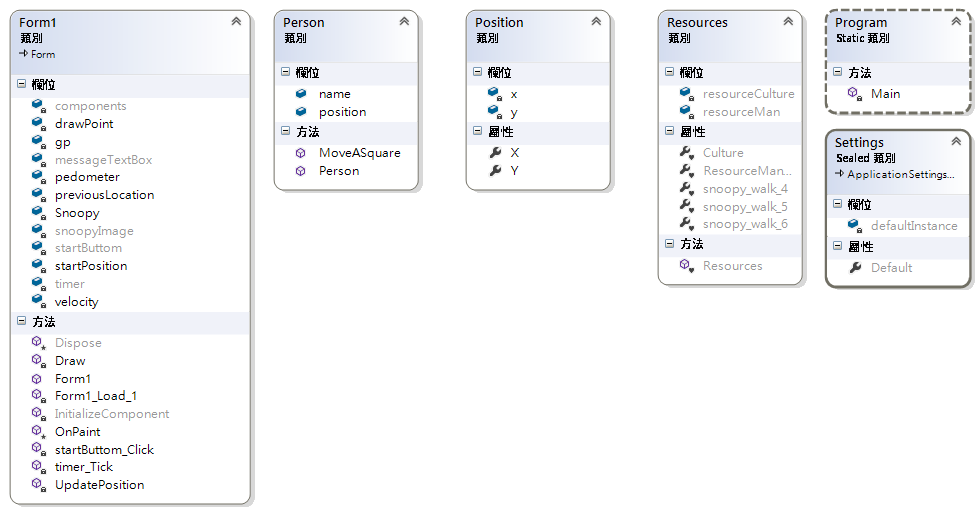 Form1
類別
Form
欄位
components
drawPoint
gp
messageTextBox
pedometer
previousLocation
Snoopy
snoopyImage
startButtom
startPosition
timer
velocity
方法
Dispose
Draw
Form1
Form1_Load_1
InitializeComponent
OnPaint
startButtom_Click
timer_Tick
UpdatePosition
Person
類別
欄位
name
position
方法
MoveASquare
Person
Position
類別
欄位
x
y
屬性
X
Y
Resources
類別
欄位
resourceCulture
resourceMan
屬性
Culture
ResourceMan...
snoopy_walk_4
snoopy_walk_5
snoopy_walk_6
方法
Resources
Program
Static 類別
方法
Main
Settings
Sealed 類別
ApplicationSettings...
欄位
defaultInstance
屬性
Default